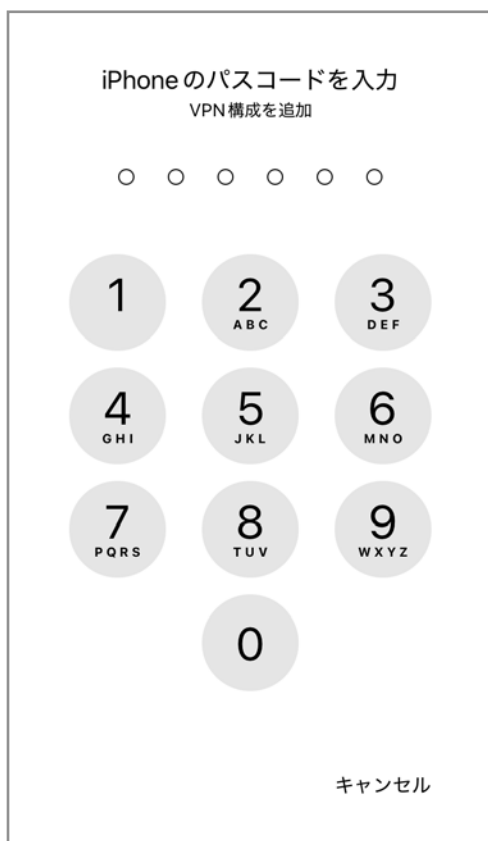 iPhoneのパスコードを入力
VPN構成を追加
1
2
ABC
3
DEF
4
GHI
5
JKL
6
MNO
7
PQRS
8
TUV
9
WXYZ
0
キャンセル